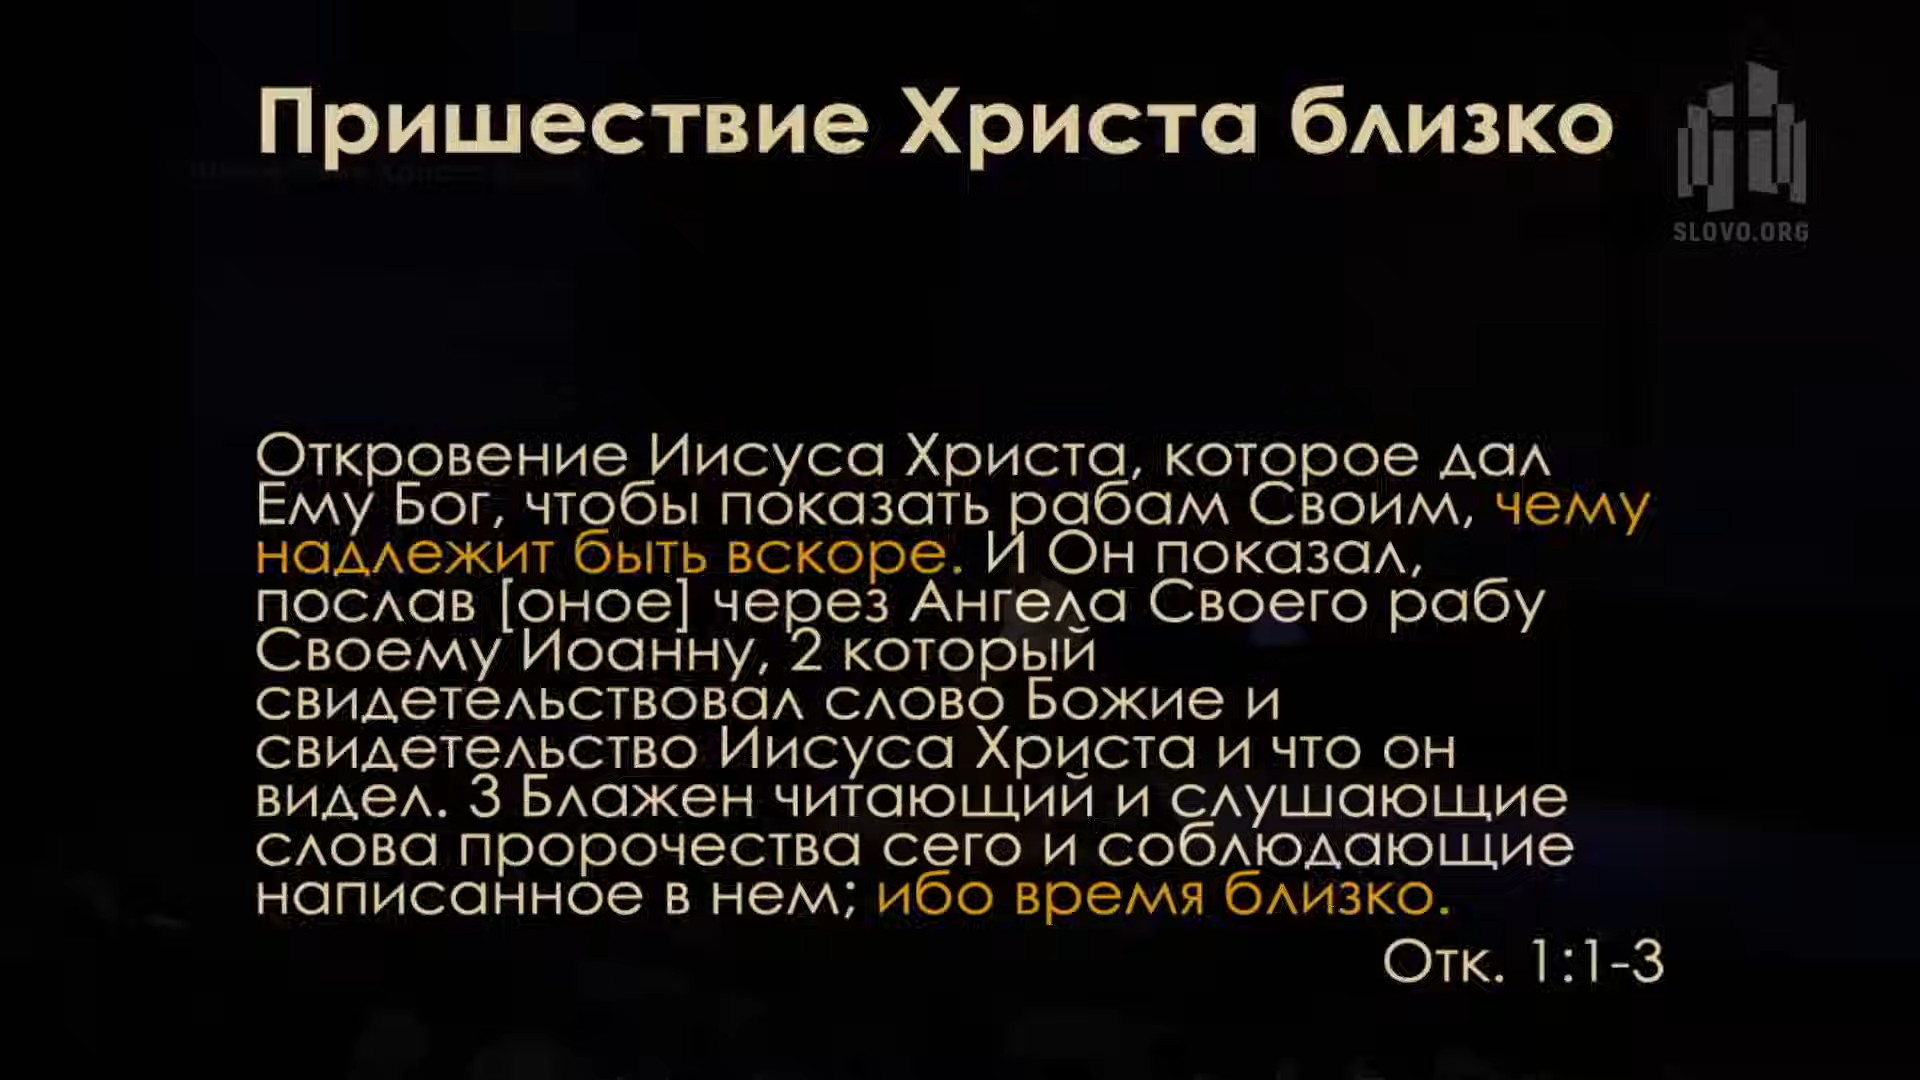 Пришествие Христа близко
SLOVO.ORG
Откровение Иисуса Христа, которое дал
Ему Бог, чтобы показать рабам Своим, чему
надлежит быть вскоре. И Он показал,
послав [оное] через Ангела Своего рабу
Своему Иоанну, 2 который
свидетельствовал слово Божие и
свидетельство Иисуса Христа и что он
видел. 3 Блажен читающий и слушающие
слова пророчества сего и соблюдающие
написанное в нем; ибо время близко.
Отк. 1:1-3